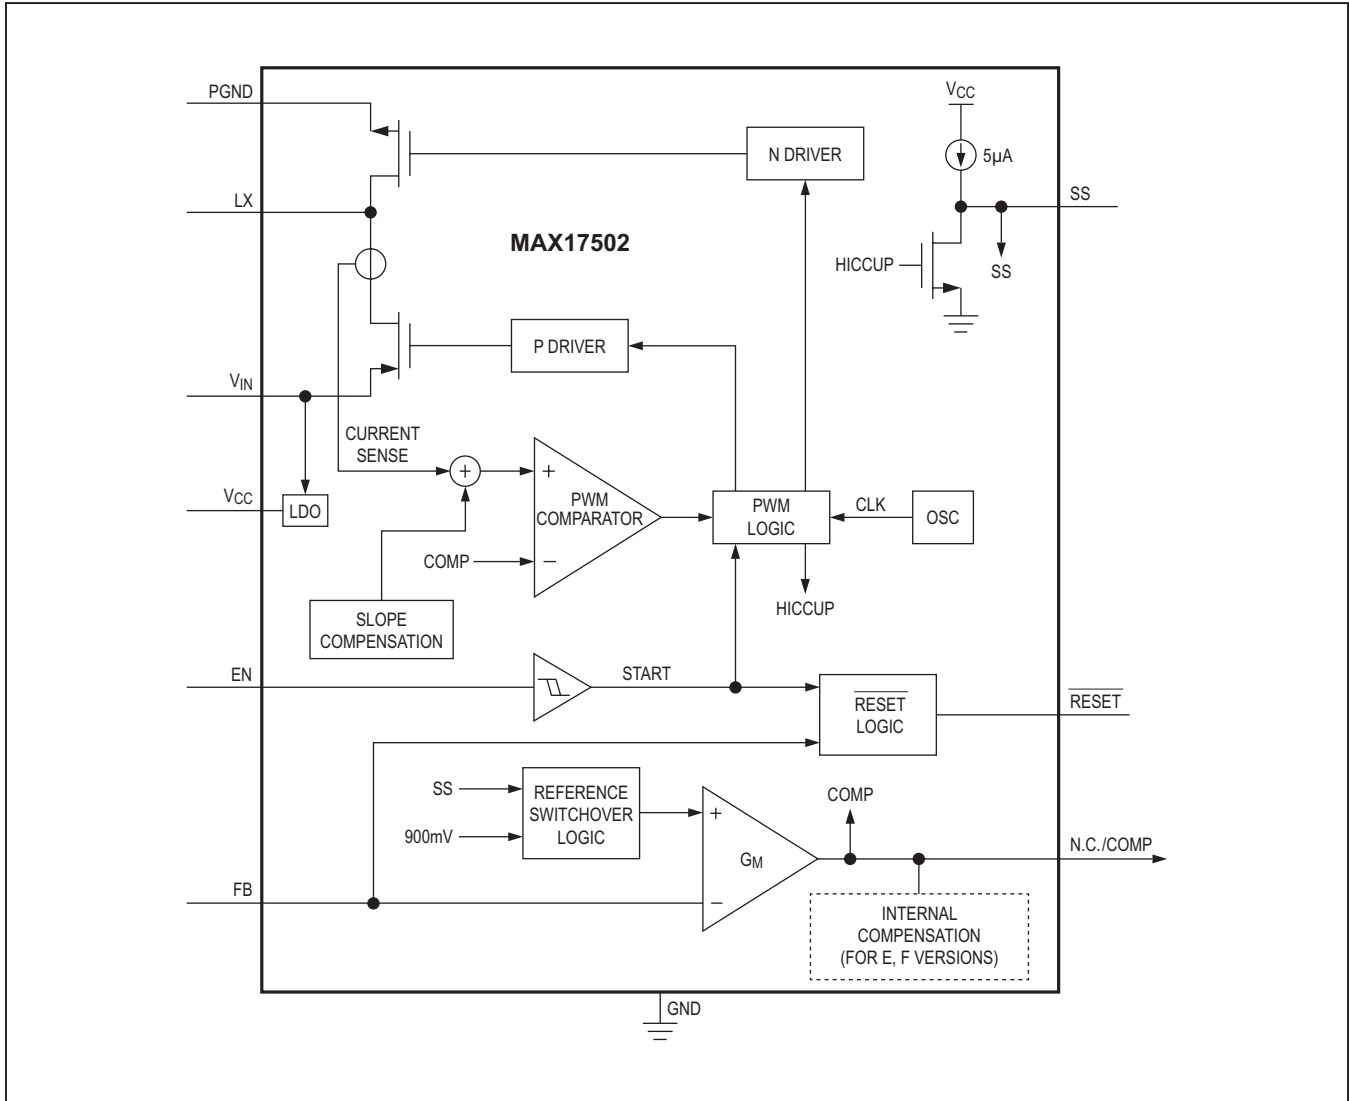 PGND
N DRIVER
VCC
5µA
SS
LX
MAX17502
HICCUP
SS
P DRIVER
VIN
CURRENT
SENSE
+
+
PWM
COMPARATOR
PWM
LOGIC
CLK
OSC
VCC
LDO
COMP
−
HICCUP
SLOPE
COMPENSATION
EN
START
RESET
LOGIC
RESET
SS
900mV
REFERENCE
SWITCHOVER
LOGIC
+
GM
−
COMP
N.C./COMP
FB
INTERNAL
COMPENSATION
(FOR E, F VERSIONS)
GND